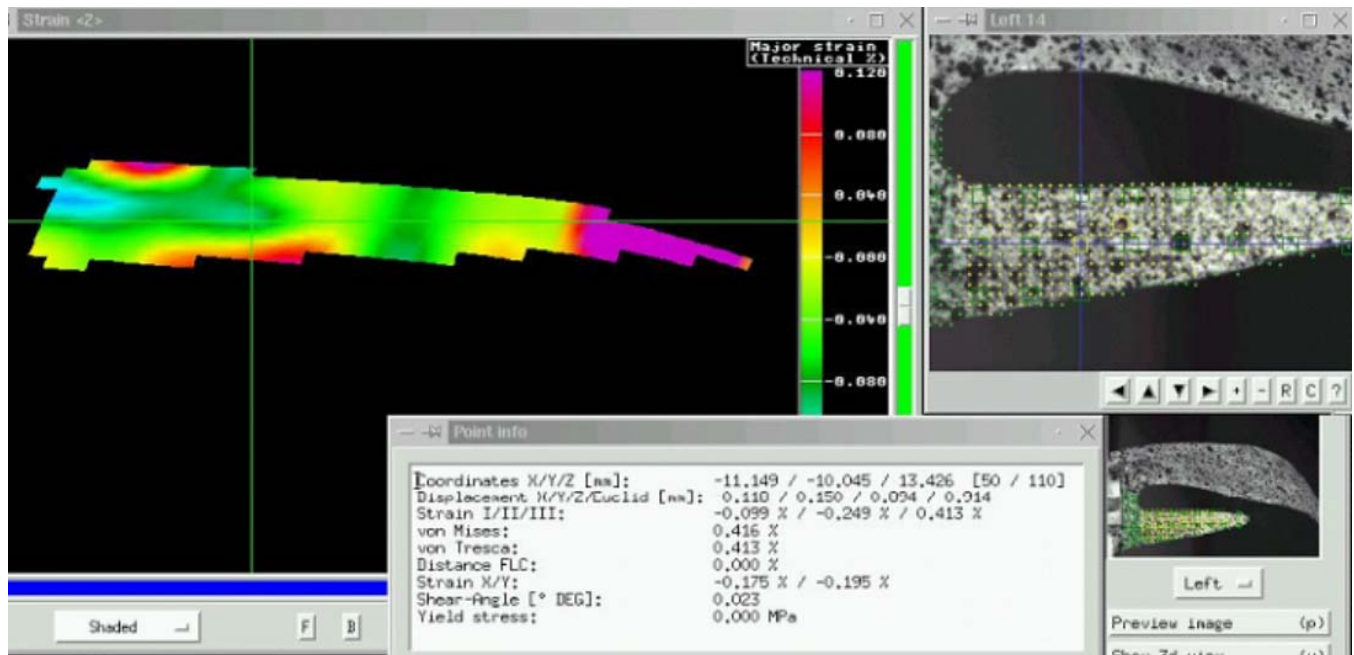 Strain <2>
Left 14
Major strain
(Technical %)
0.120
0.080
0.040
-0.000
-0.040
-0.080
Point info
Coordinates X/Y/Z [mm]: -11.149 / -10.045 / 13.426 [50 / 110]
Displacement X/Y/Z/Euclid [mm]: 0.110 / 0.150 / 0.094 / 0.914
Strain I/II/III: -0.099 % / -0.249 % / 0.413 %
von Mises: 0.416 %
von Tresca: 0.413 %
Distance FLC: 0.000 %
Strain X/Y: -0.175 % / -0.195 %
Shear-Angle [° DEG]: 0.023
Yield stress: 0.000 MPa
+ - R C ?
Left
Shaded
F B
Preview image (p)